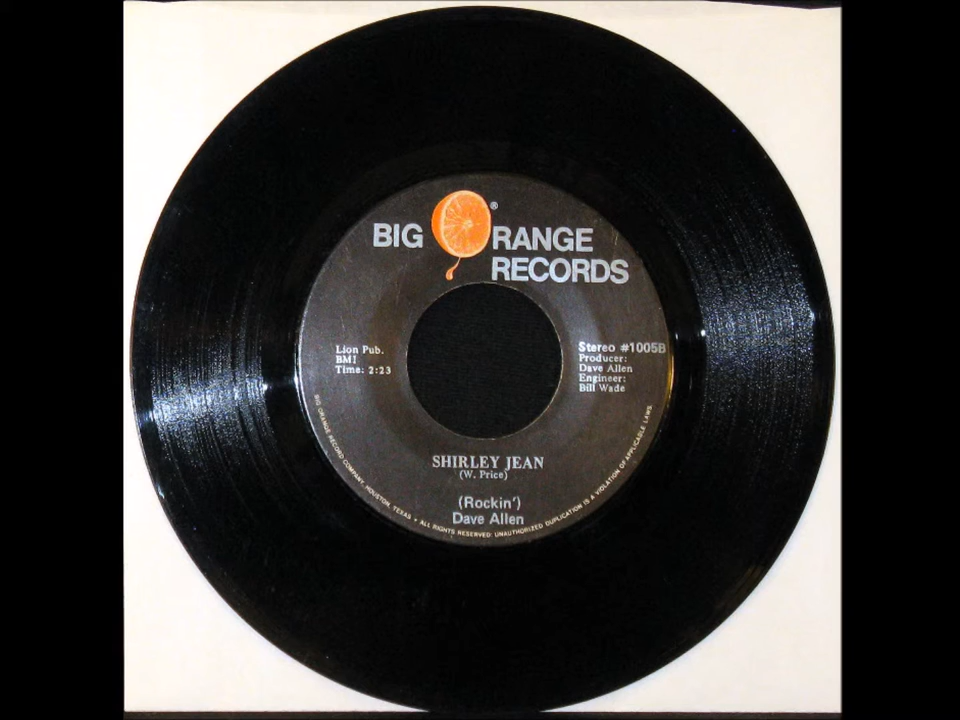 BIG ORANGE
RECORDS
®
Lion Pub.
BMI
Time: 2:23
Stereo #1005B
Producer:
Dave Allen
Engineer:
Bill Wade
SHIRLEY JEAN
(W. Price)
(Rockin')
Dave Allen
BIG ORANGE RECORD COMPANY, HOUSTON, TEXAS • ALL RIGHTS RESERVED: UNAUTHORIZED DUPLICATION IS A VIOLATION OF APPLICABLE LAWS